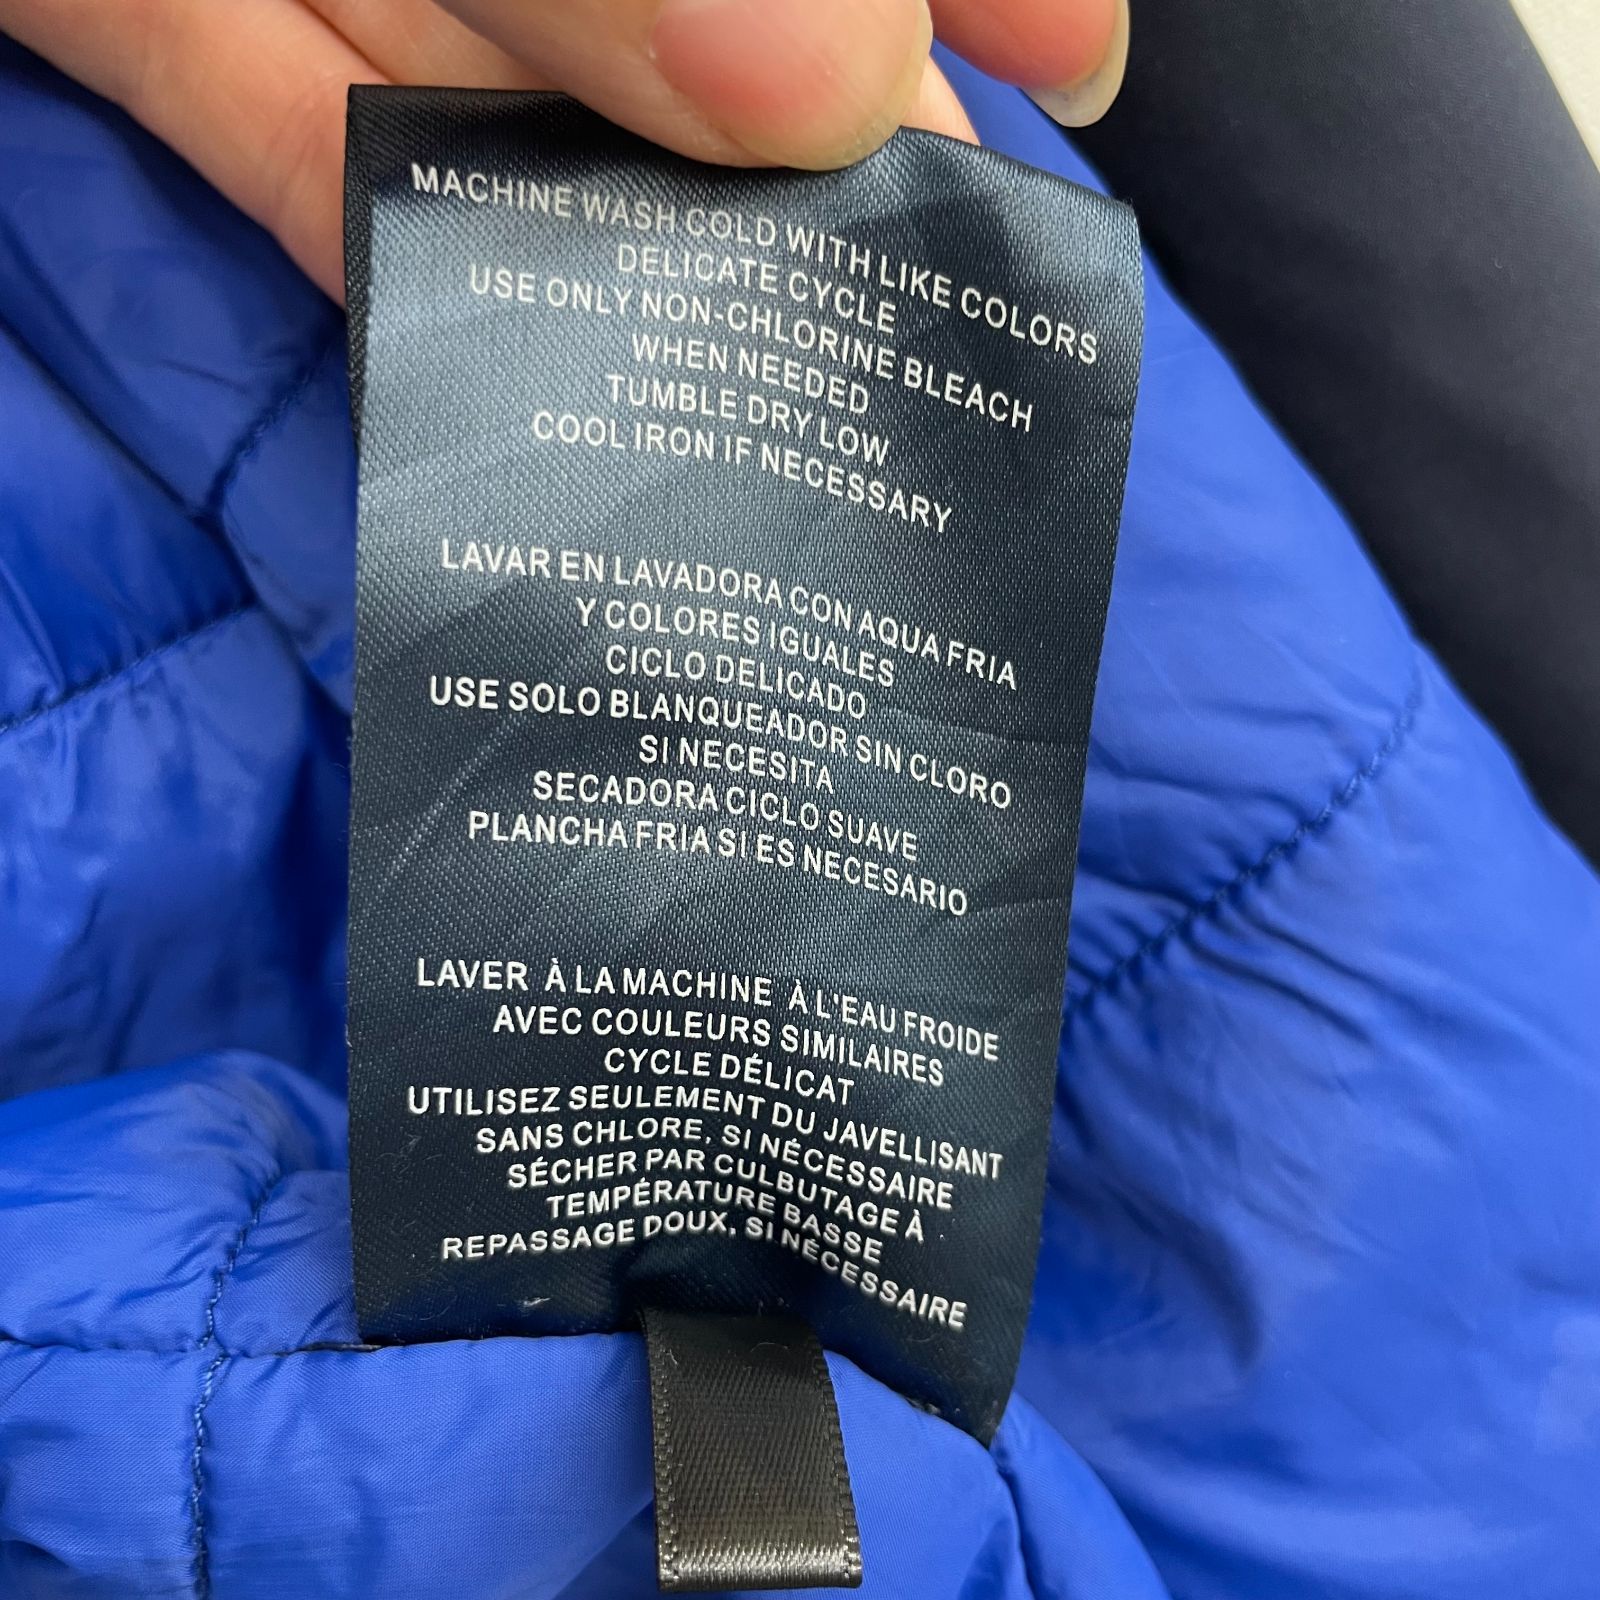 MACHINE WASH COLD WITH LIKE COLORS
DELICATE CYCLE
USE ONLY NON-CHLORINE BLEACH
WHEN NEEDED
TUMBLE DRY LOW
COOL IRON IF NECESSARY
LAVAR EN LAVADORA CON AQUA FRIA
Y COLORES IGUALES
CICLO DELICADO
USE SOLO BLANQUEADOR SIN CLORO
SI NECESITA
SECADORA CICLO SUAVE
PLANCHA FRIA SI ES NECESARIO
LAVER À LA MACHINE À L'EAU FROIDE
AVEC COULEURS SIMILAIRES
CYCLE DÉLICAT
UTILISEZ SEULEMENT DU JAVELLISANT
SANS CHLORE, SI NÉCESSAIRE
SÉCHER PAR CULBUTAGE À
TEMPÉRATURE BASSE
REPASSAGE DOUX, SI NÉCESSAIRE